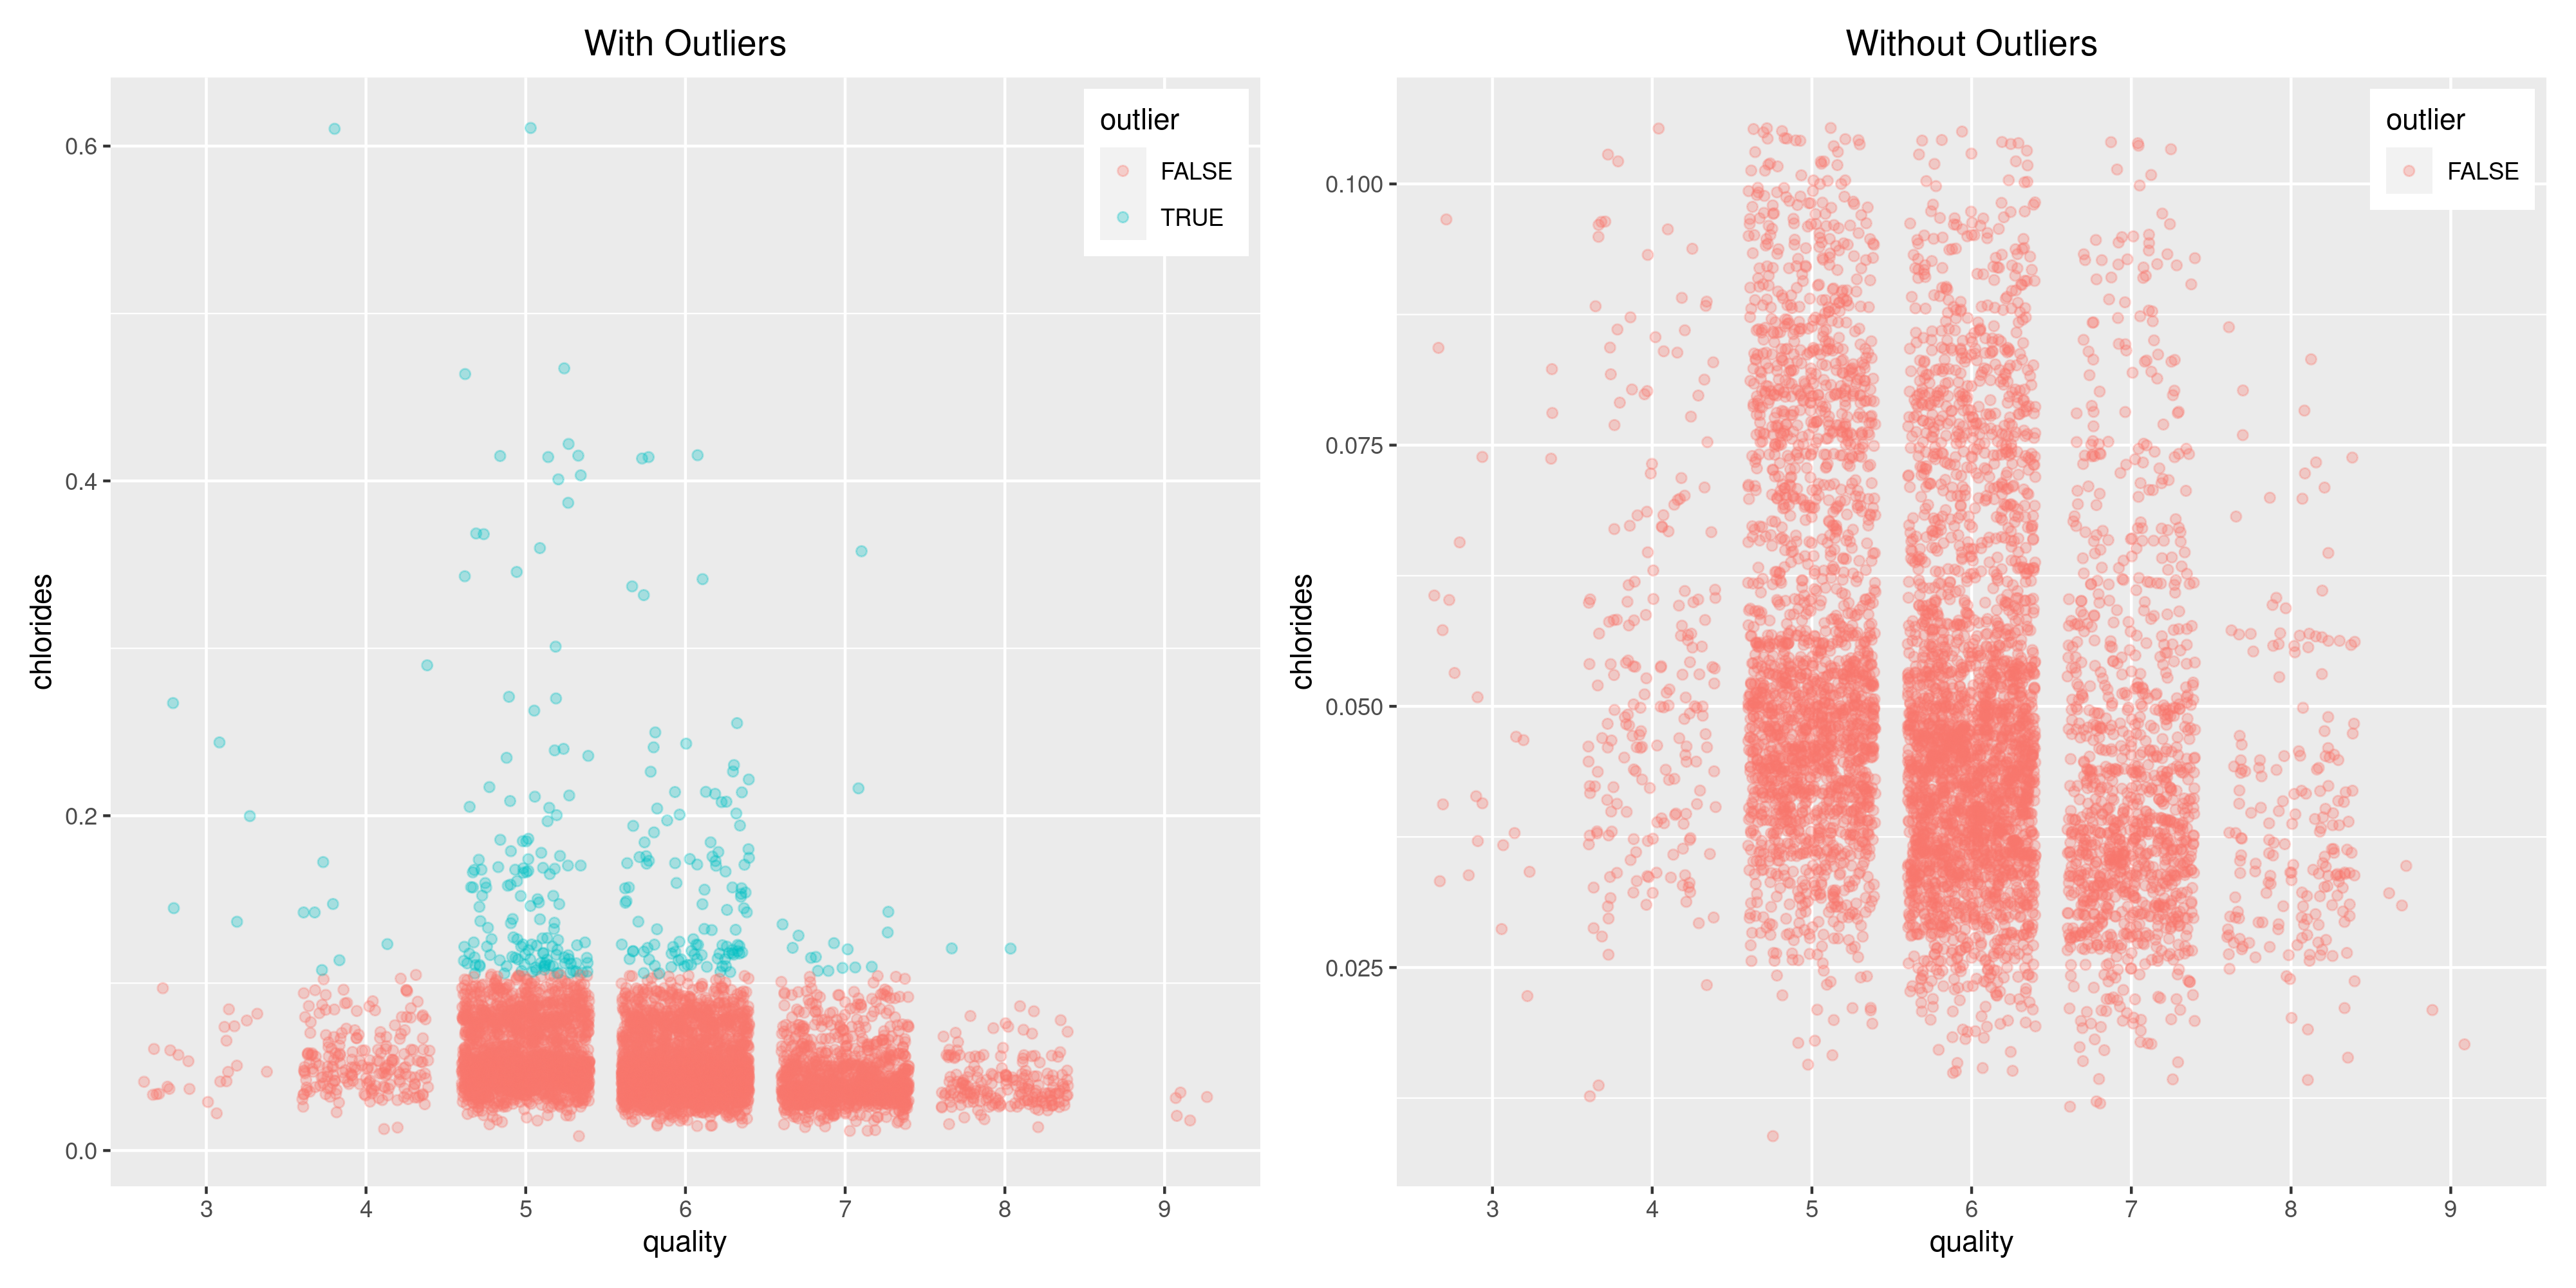 With Outliers
outlier
FALSE
TRUE
0.6
0.4
0.2
0.0
chlorides
3 4 5 6 7 8 9
quality
Without Outliers
outlier
FALSE
0.100
0.075
0.050
0.025
chlorides
3 4 5 6 7 8 9
quality